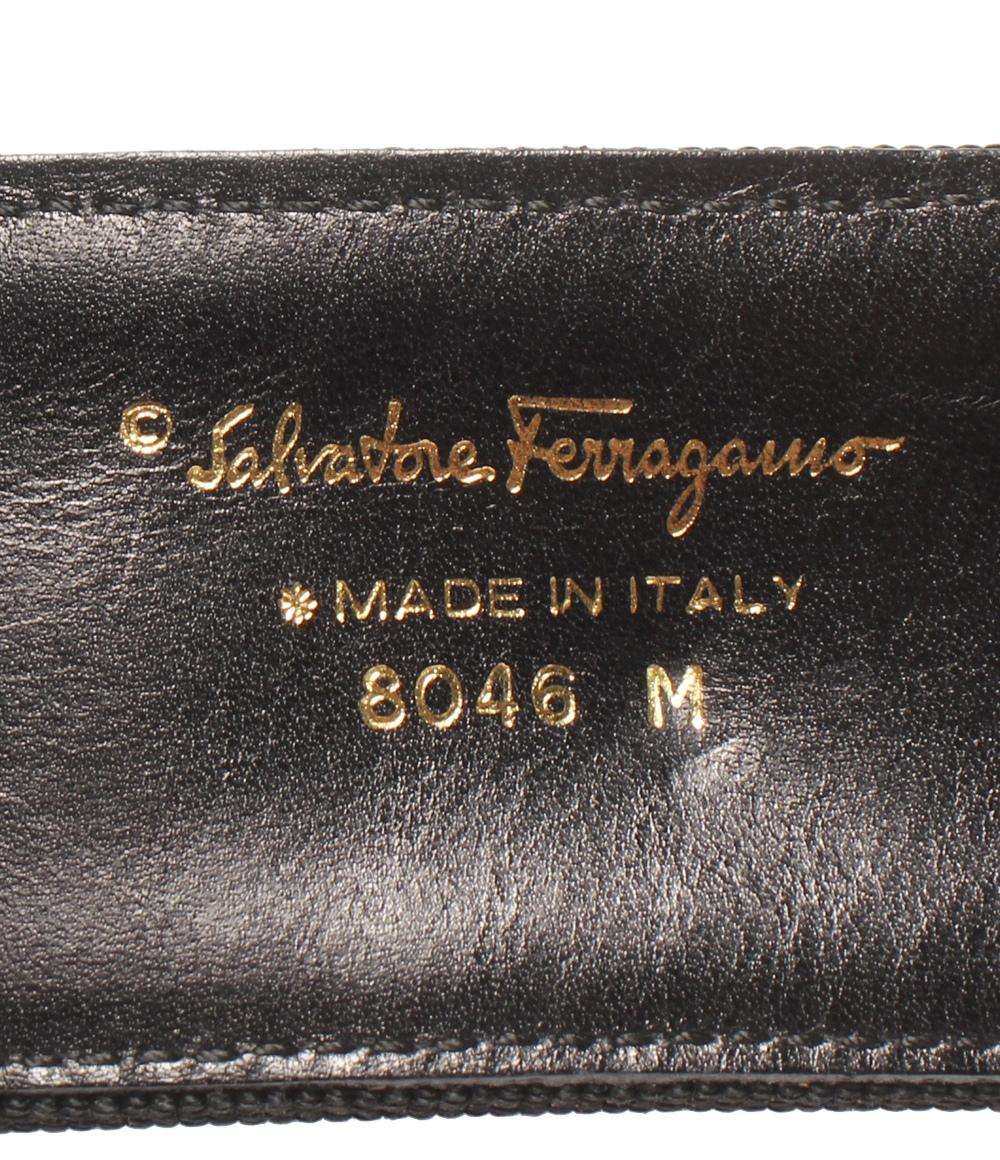 © Salvatore Ferragamo
* MADE IN ITALY
8046 M